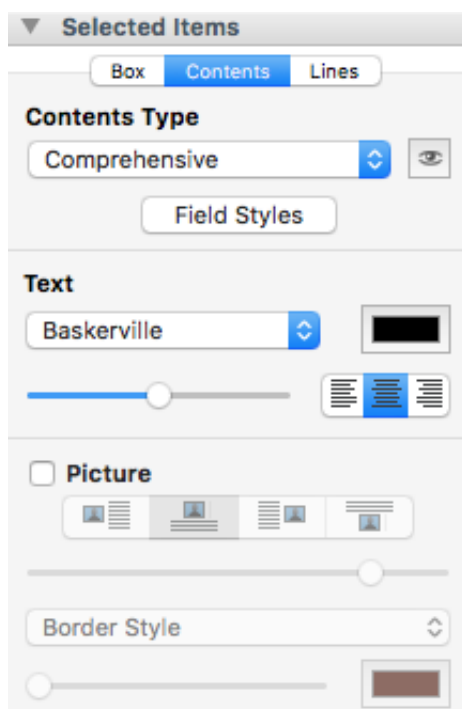 Selected Items
Box Contents Lines
Contents Type
Comprehensive
Field Styles
Text
Baskerville
Picture
Border Style